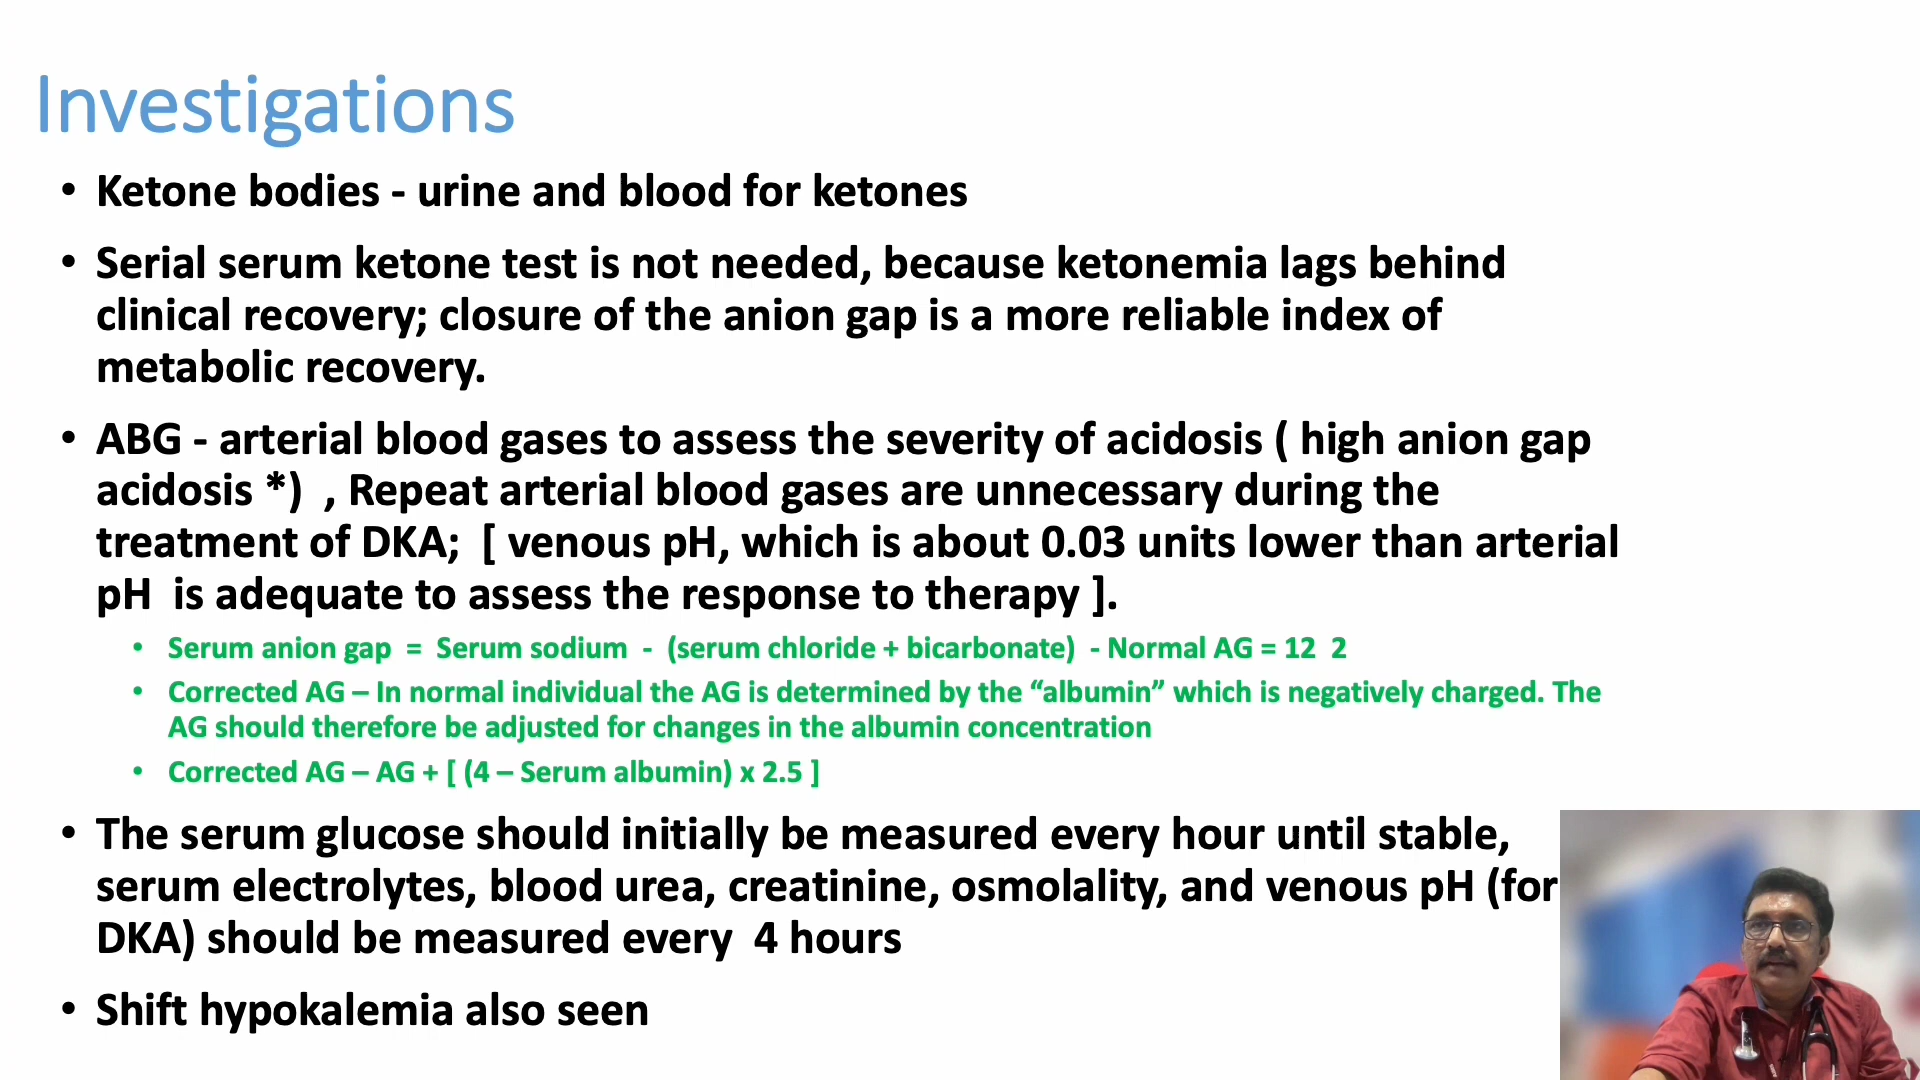 Investigations
• Ketone bodies - urine and blood for ketones
• Serial serum ketone test is not needed, because ketonemia lags behind
clinical recovery; closure of the anion gap is a more reliable index of
metabolic recovery.
• ABG - arterial blood gases to assess the severity of acidosis ( high anion gap
acidosis *)  , Repeat arterial blood gases are unnecessary during the
treatment of DKA;  [ venous pH, which is about 0.03 units lower than arterial
pH  is adequate to assess the response to therapy ].
• Serum anion gap  =  Serum sodium  -  (serum chloride + bicarbonate)  - Normal AG = 12  2
• Corrected AG – In normal individual the AG is determined by the “albumin” which is negatively charged. The
AG should therefore be adjusted for changes in the albumin concentration
• Corrected AG – AG + [ (4 – Serum albumin) x 2.5 ]
• The serum glucose should initially be measured every hour until stable,
serum electrolytes, blood urea, creatinine, osmolality, and venous pH (for
DKA) should be measured every  4 hours
• Shift hypokalemia also seen